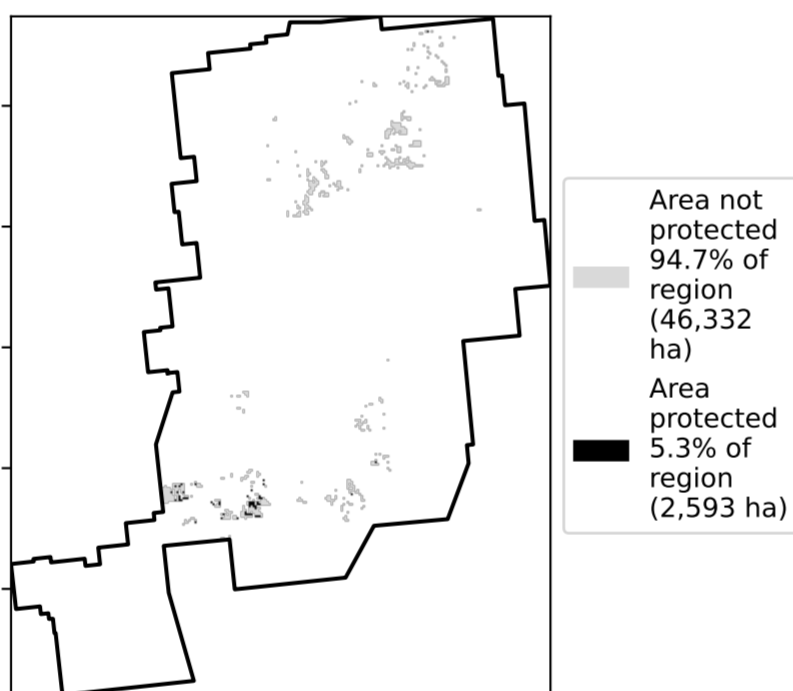 Area not
protected
94.7% of
region
(46,332
ha)
Area
protected
5.3% of
region
(2,593 ha)